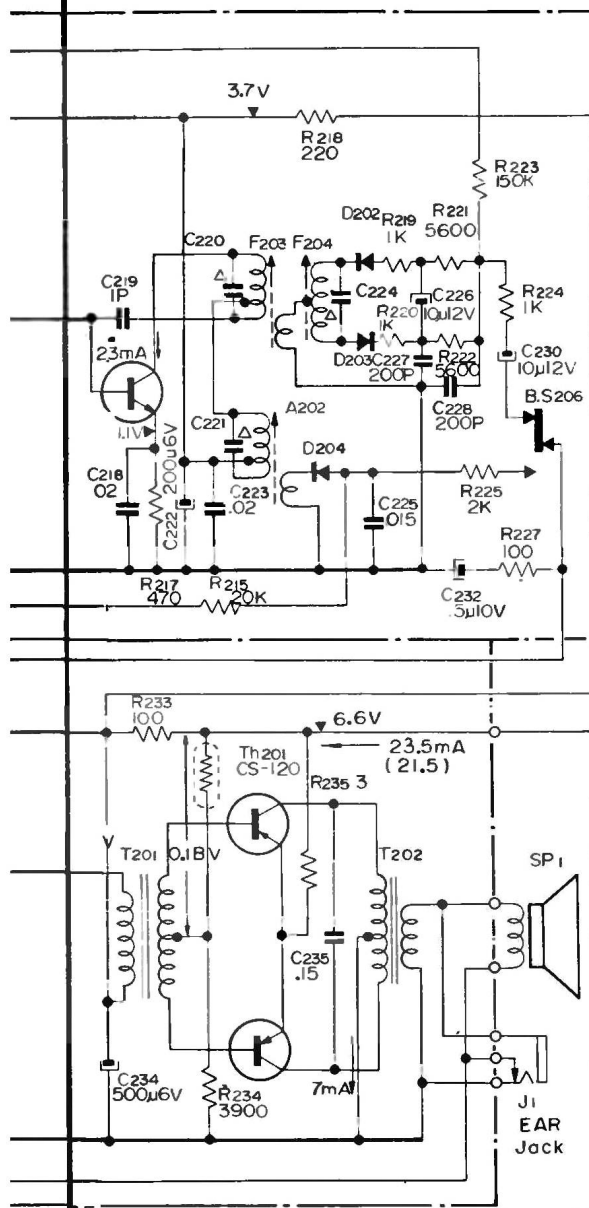 3.7V
R218
220
R223
150K
D202
R219
1K
R221
5600
C220
F203
F204
C219
1P
C224
C226
10µ12V
R224
1K
2.3mA
R220
1K
D203
C227
200P
R222
5600
C230
10µ12V
C228
200P
B.S206
1.1V
C221
A202
D204
C218
.02
C222
200u6V
C223
.02
C225
.015
R225
2K
R227
100
R217
470
R215
20K
C232
.5µ10V
R233
100
6.6V
23.5mA
(21.5)
Th201
CS-120
R235 3
T201
0.18V
T202
SP1
C235
.15
C234
500µ6V
R234
3900
7mA
J1
EAR
Jack